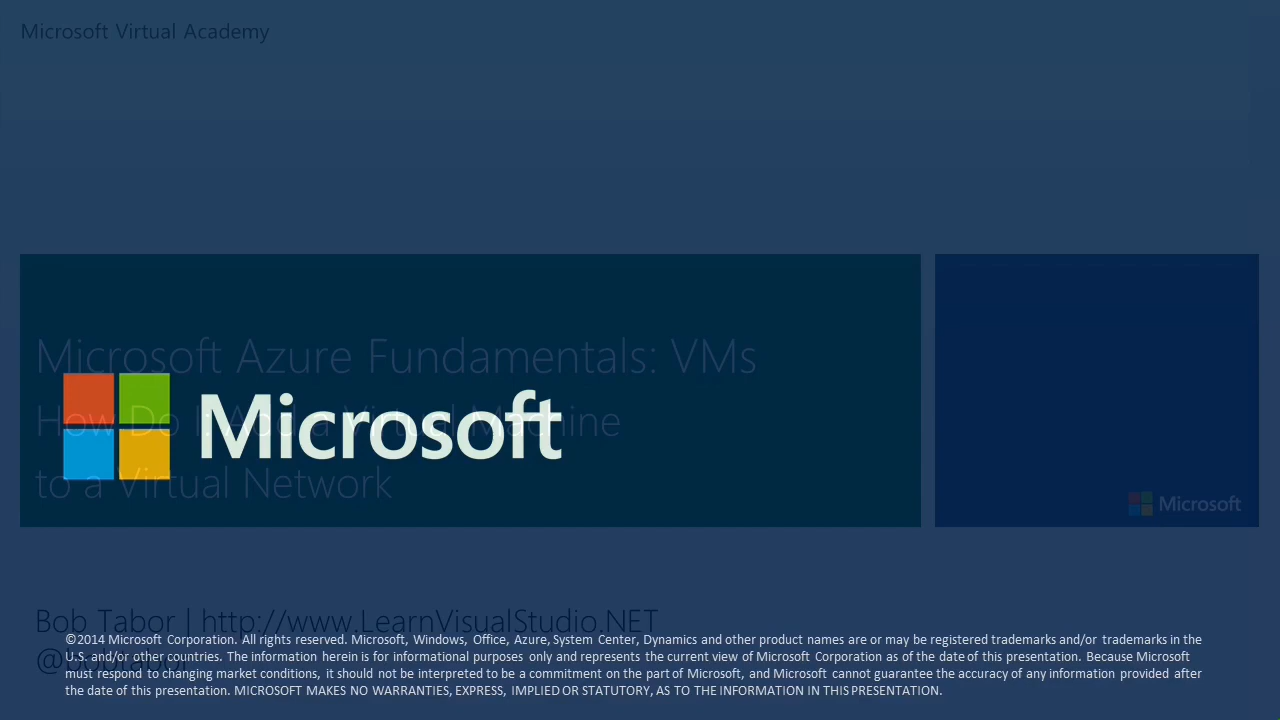 Microsoft Virtual Academy
Microsoft Azure Fundamentals: VMs
How Do I: Add a Virtual Machine
to a Virtual Network
Microsoft
Microsoft
Bob Tabor | http://www.LearnVisualStudio.NET
@bobtabor
©2014 Microsoft Corporation. All rights reserved. Microsoft, Windows, Office, Azure, System Center, Dynamics and other product names are or may be registered trademarks and/or trademarks in the
U.S. and/or other countries. The information herein is for informational purposes only and represents the current view of Microsoft Corporation as of the date of this presentation. Because Microsoft
must respond to changing market conditions, it should not be interpreted to be a commitment on the part of Microsoft, and Microsoft cannot guarantee the accuracy of any information provided after
the date of this presentation. MICROSOFT MAKES NO WARRANTIES, EXPRESS, IMPLIED OR STATUTORY, AS TO THE INFORMATION IN THIS PRESENTATION.